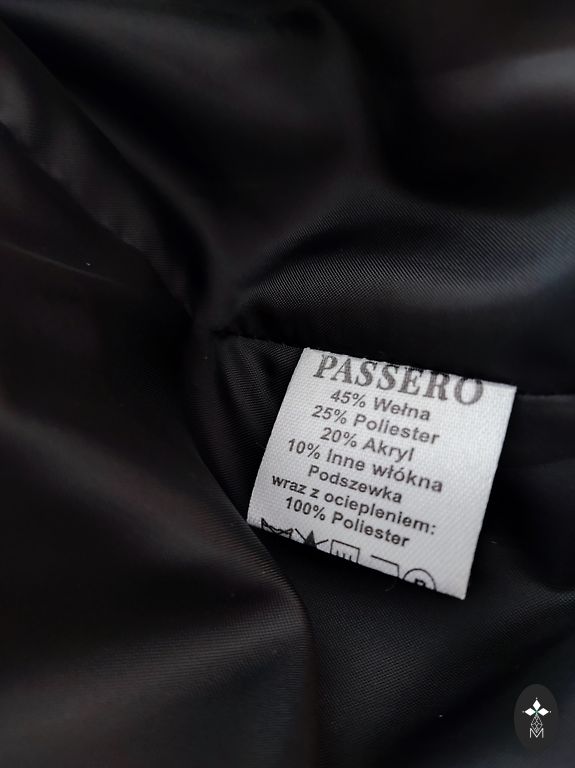 PASSERO
45% Wełna
25% Poliester
20% Akryl
10% Inne włókna
Podszewka
wraz z ociepleniem:
100% Poliester
P
M